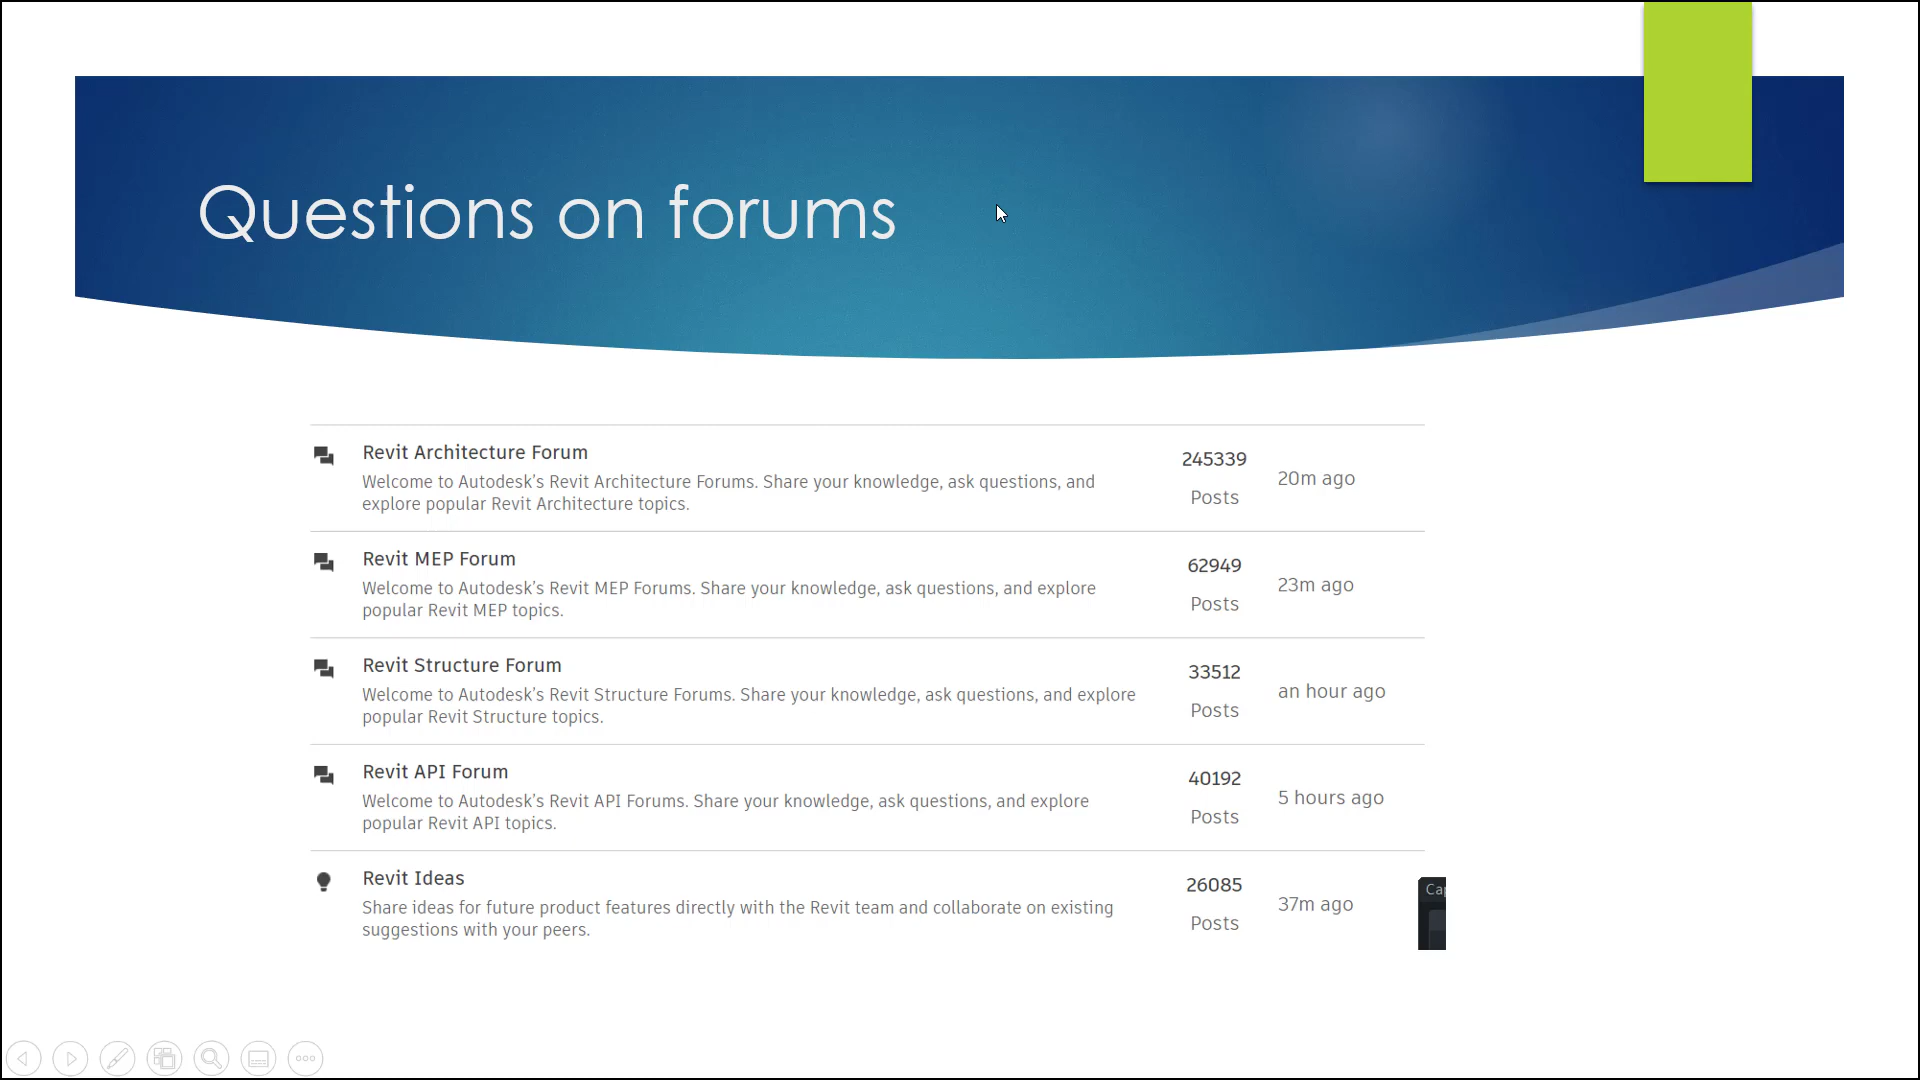 Questions on forums
Revit Architecture Forum
Welcome to Autodesk's Revit Architecture Forums. Share your knowledge, ask questions, and
explore popular Revit Architecture topics.
245339
Posts
20m ago
Revit MEP Forum
Welcome to Autodesk's Revit MEP Forums. Share your knowledge, ask questions, and explore
popular Revit MEP topics.
62949
Posts
23m ago
Revit Structure Forum
Welcome to Autodesk's Revit Structure Forums. Share your knowledge, ask questions, and explore
popular Revit Structure topics.
33512
Posts
an hour ago
Revit API Forum
Welcome to Autodesk's Revit API Forums. Share your knowledge, ask questions, and explore
popular Revit API topics.
40192
Posts
5 hours ago
Revit Ideas
Share ideas for future product features directly with the Revit team and collaborate on existing
suggestions with your peers.
26085
Posts
37m ago